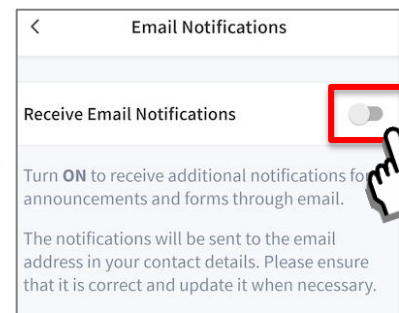 Email Notifications
Receive Email Notifications
Turn ON to receive additional notifications for
announcements and forms through email.
The notifications will be sent to the email
address in your contact details. Please ensure
that it is correct and update it when necessary.